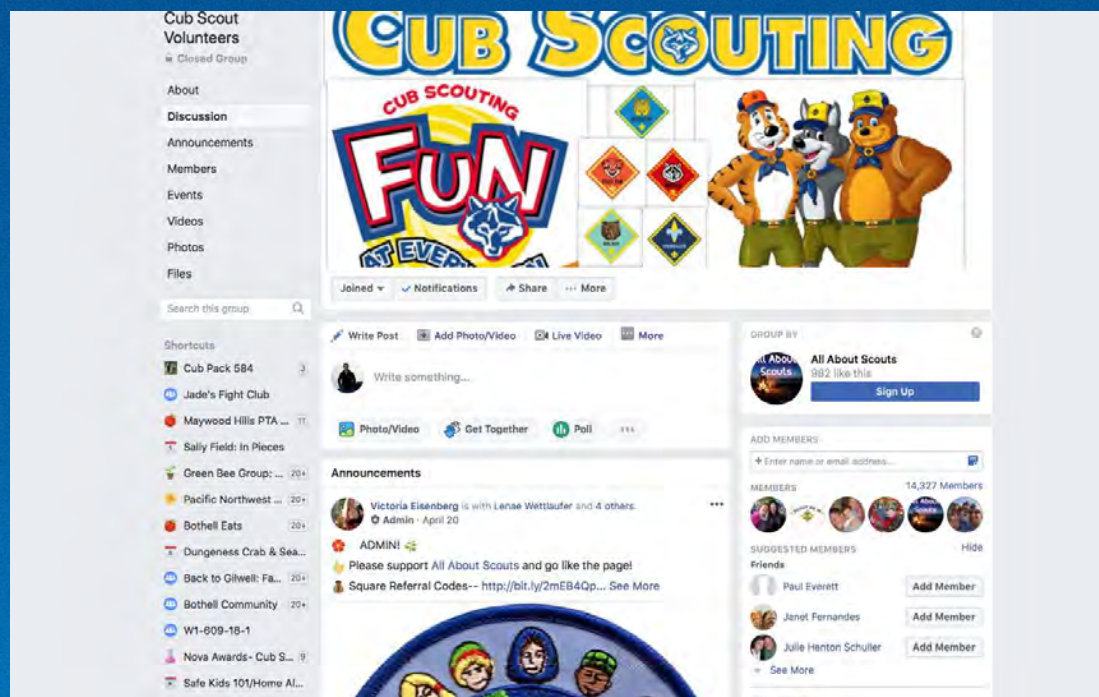 Cub Scout
Volunteers
Closed Group
About
Discussion
Announcements
Members
Events
Videos
Photos
Files
Search this group
Shortcuts
Cub Pack 584 3
Jade's Fight Club
Maywood Hills PTA ... 11
Sally Field: In Pieces
Green Bee Group: ... 20+
Pacific Northwest ... 20+
Bothell Eats 20+
Dungeness Crab & Sea...
Back to Gilwell: Fa... 20+
Bothell Community 20+
W1-609-18-1
Nova Awards- Cub S... 9
Safe Kids 101/Home Al...
CUB SCOUTING
CUB SCOUTING
FUN
AT EVERY
Joined
Notifications
Share
More
Write Post
Add Photo/Video
Live Video
More
Write something...
Photo/Video
Get Together
Poll
Announcements
Victoria Eisenberg is with Lenae Wettlaufer and 4 others.
Admin · April 20
ADMIN!
Please support All About Scouts and go like the page!
Square Referral Codes-- http://bit.ly/2mEB4Qp... See More
GROUP BY
All About
Scouts
All About Scouts
982 like this
Sign Up
ADD MEMBERS
+ Enter name or email address...
MEMBERS
14,327 Members
SUGGESTED MEMBERS
Hide
Friends
Paul Everett
Add Member
Janet Fernandes
Add Member
Julie Henton Schuller
Add Member
See More